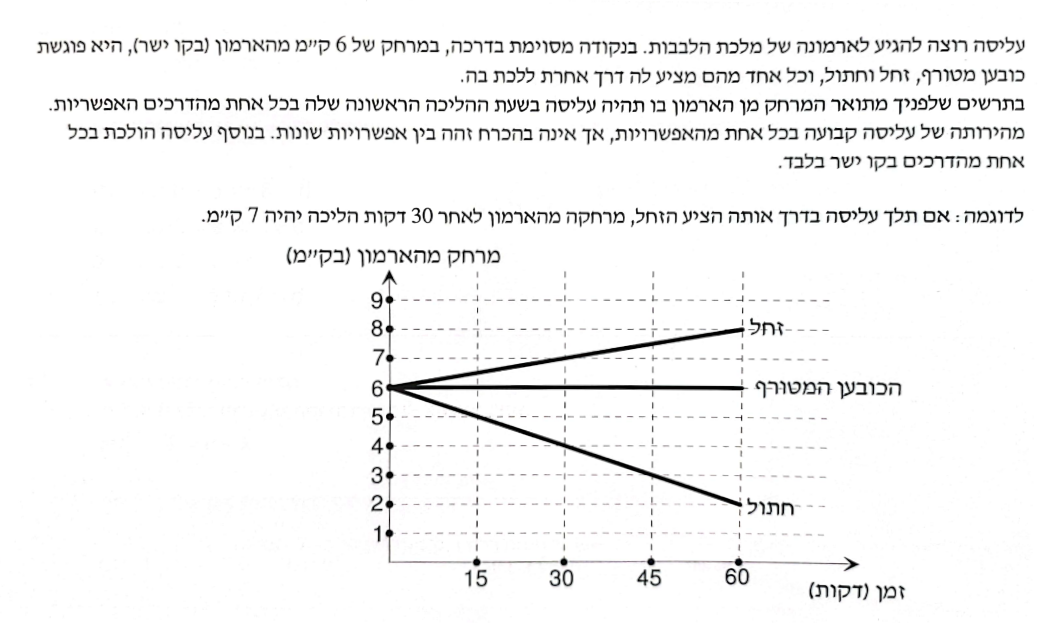 עליסה רוצה להגיע לארמונה של מלכת הלבבות. בנקודה מסוימת בדרכה, במרחק של 6 ק״מ מהארמון (בקו ישר), היא פוגשת
כובען מטורף, זחל וחתול, וכל אחד מהם מציע לה דרך אחרת ללכת בה.
בתרשים שלפניך מתואר המרחק מן הארמון בו תהיה עליסה בשעת ההליכה הראשונה שלה בכל אחת מהדרכים האפשריות.
מהירותה של עליסה קבועה בכל אחת מהאפשרויות, אך אינה בהכרח זהה בין אפשרויות שונות. בנוסף עליסה הולכת בכל
אחת מהדרכים בקו ישר בלבד.
לדוגמה: אם תלך עליסה בדרך אותה הציע הזחל, מרחקה מהארמון לאחר 30 דקות הליכה יהיה 7 ק״מ.
מרחק מהארמון (בק״מ)
9
8
זחל
7
6
הכובען המטורף
5
4
3
2
חתול
1
15 30 45 60
זמן (דקות)